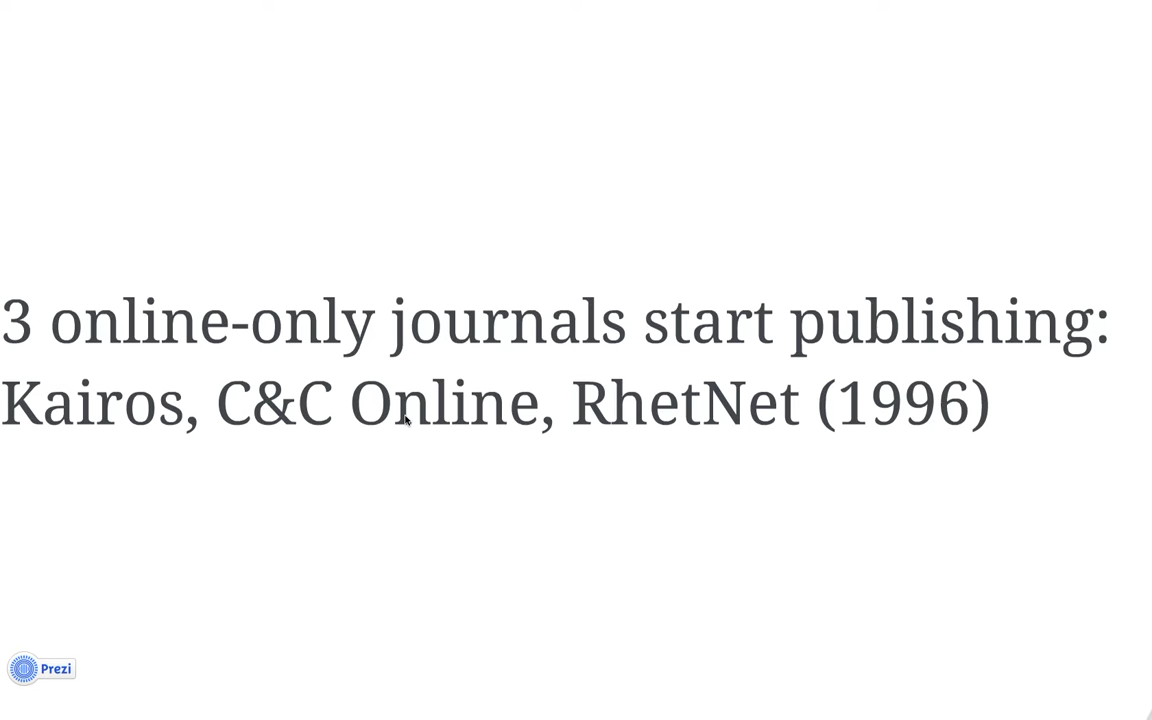 3 online-only journals start publishing:
Kairos, C&C Online, RhetNet (1996)
Prezi